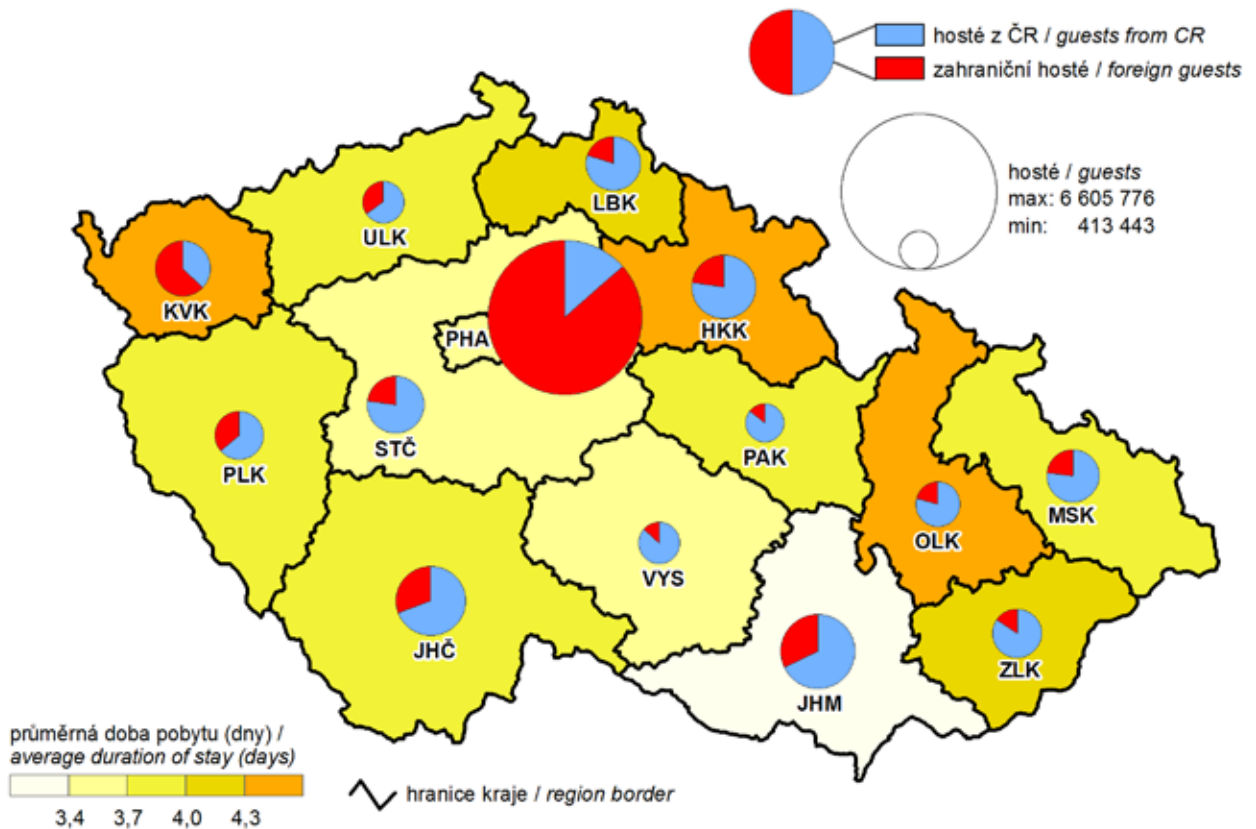 hosté z ČR / guests from CR
zahraniční hosté / foreign guests
hosté / guests
max: 6 605 776
min: 413 443
LBK
ULK
KVK
HKK
PHA
STČ
PAK
PLK
MSK
OLK
VYS
JHČ
ZLK
JHM
průměrná doba pobytu (dny) /
average duration of stay (days)
3,4 3,7 4,0 4,3
hranice kraje / region border